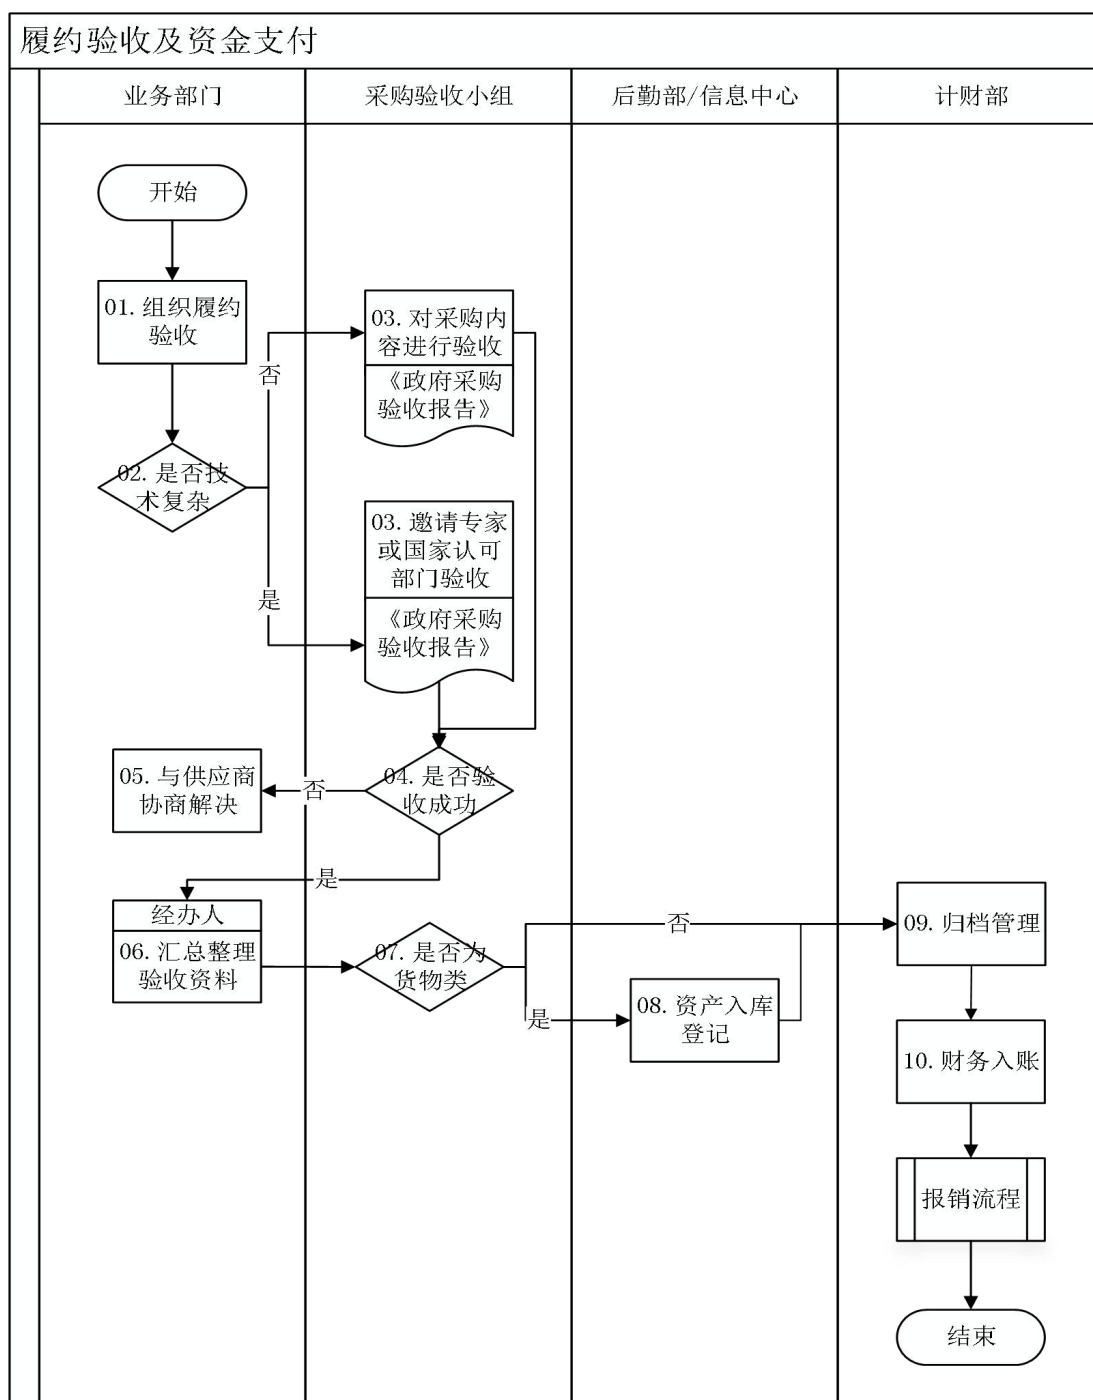 履约验收及资金支付
业务部门
采购验收小组
后勤部/信息中心
计财部
开始
01.组织履约
验收
02.是否技
术复杂
否
是
03.对采购内
容进行验收
《政府采购
验收报告》
03.邀请专家
或国家认可
部门验收
《政府采购
验收报告》
04.是否验
收成功
否
05.与供应商
协商解决
是
经办人
06.汇总整理
验收资料
07.是否为
货物类
否
是
08.资产入库
登记
09.归档管理
10.财务入账
报销流程
结束